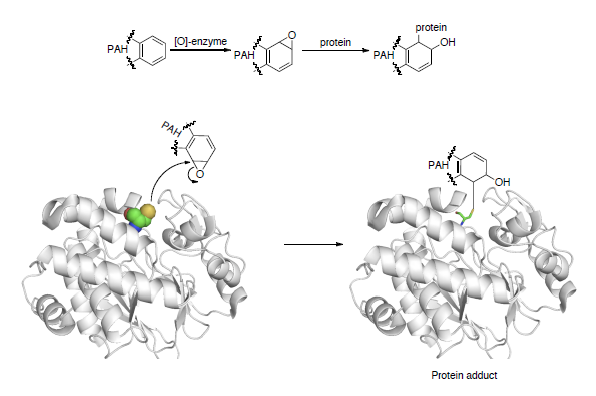 protein
[O]-enzyme
O
protein
OH
PAH
PAH
PAH
PAH
O
PAH
OH
Protein adduct